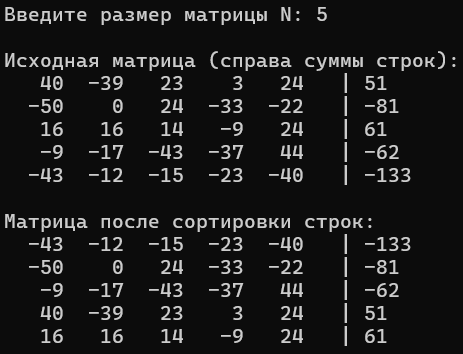 Введите размер матрицы N: 5
Исходная матрица (справа суммы строк):
40 -39 23 3 24 | 51
-50 0 24 -33 -22 | -81
16 16 14 -9 24 | 61
-9 -17 -43 -37 44 | -62
-43 -12 -15 -23 -40 | -133
Матрица после сортировки строк:
-43 -12 -15 -23 -40 | -133
-50 0 24 -33 -22 | -81
-9 -17 -43 -37 44 | -62
40 -39 23 3 24 | 51
16 16 14 -9 24 | 61